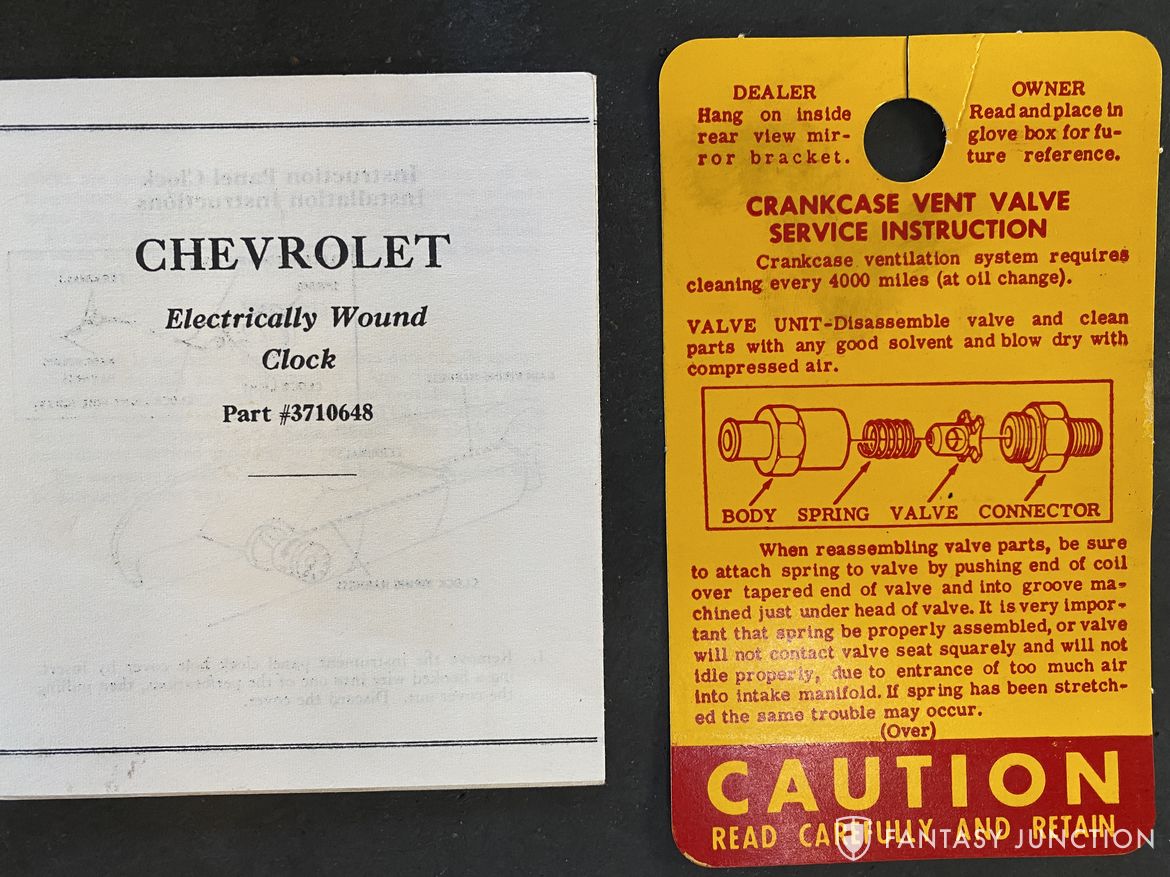 CHEVROLET
Electrically Wound
Clock
Part #3710648
DEALER
Hang on inside
rear view mir-
ror bracket.
OWNER
Read and place in
glove box for fu-
ture reference.
CRANKCASE VENT VALVE
SERVICE INSTRUCTION
Crankcase ventilation system requires
cleaning every 4000 miles (at oil change).
VALVE UNIT-Disassemble valve and clean
parts with any good solvent and blow dry with
compressed air.
BODY SPRING VALVE CONNECTOR
When reassembling valve parts, be sure
to attach spring to valve by pushing end of coil
over tapered end of valve and into groove ma-
chined just under head of valve. It is very impor-
tant that spring be properly assembled, or valve
will not contact valve seat squarely and will not
idle properly, due to entrance of too much air
into intake manifold. If spring has been stretch-
ed the same trouble may occur.
(Over)
CAUTION
READ CAREFULLY AND RETAIN
FANTASY JUNCTION